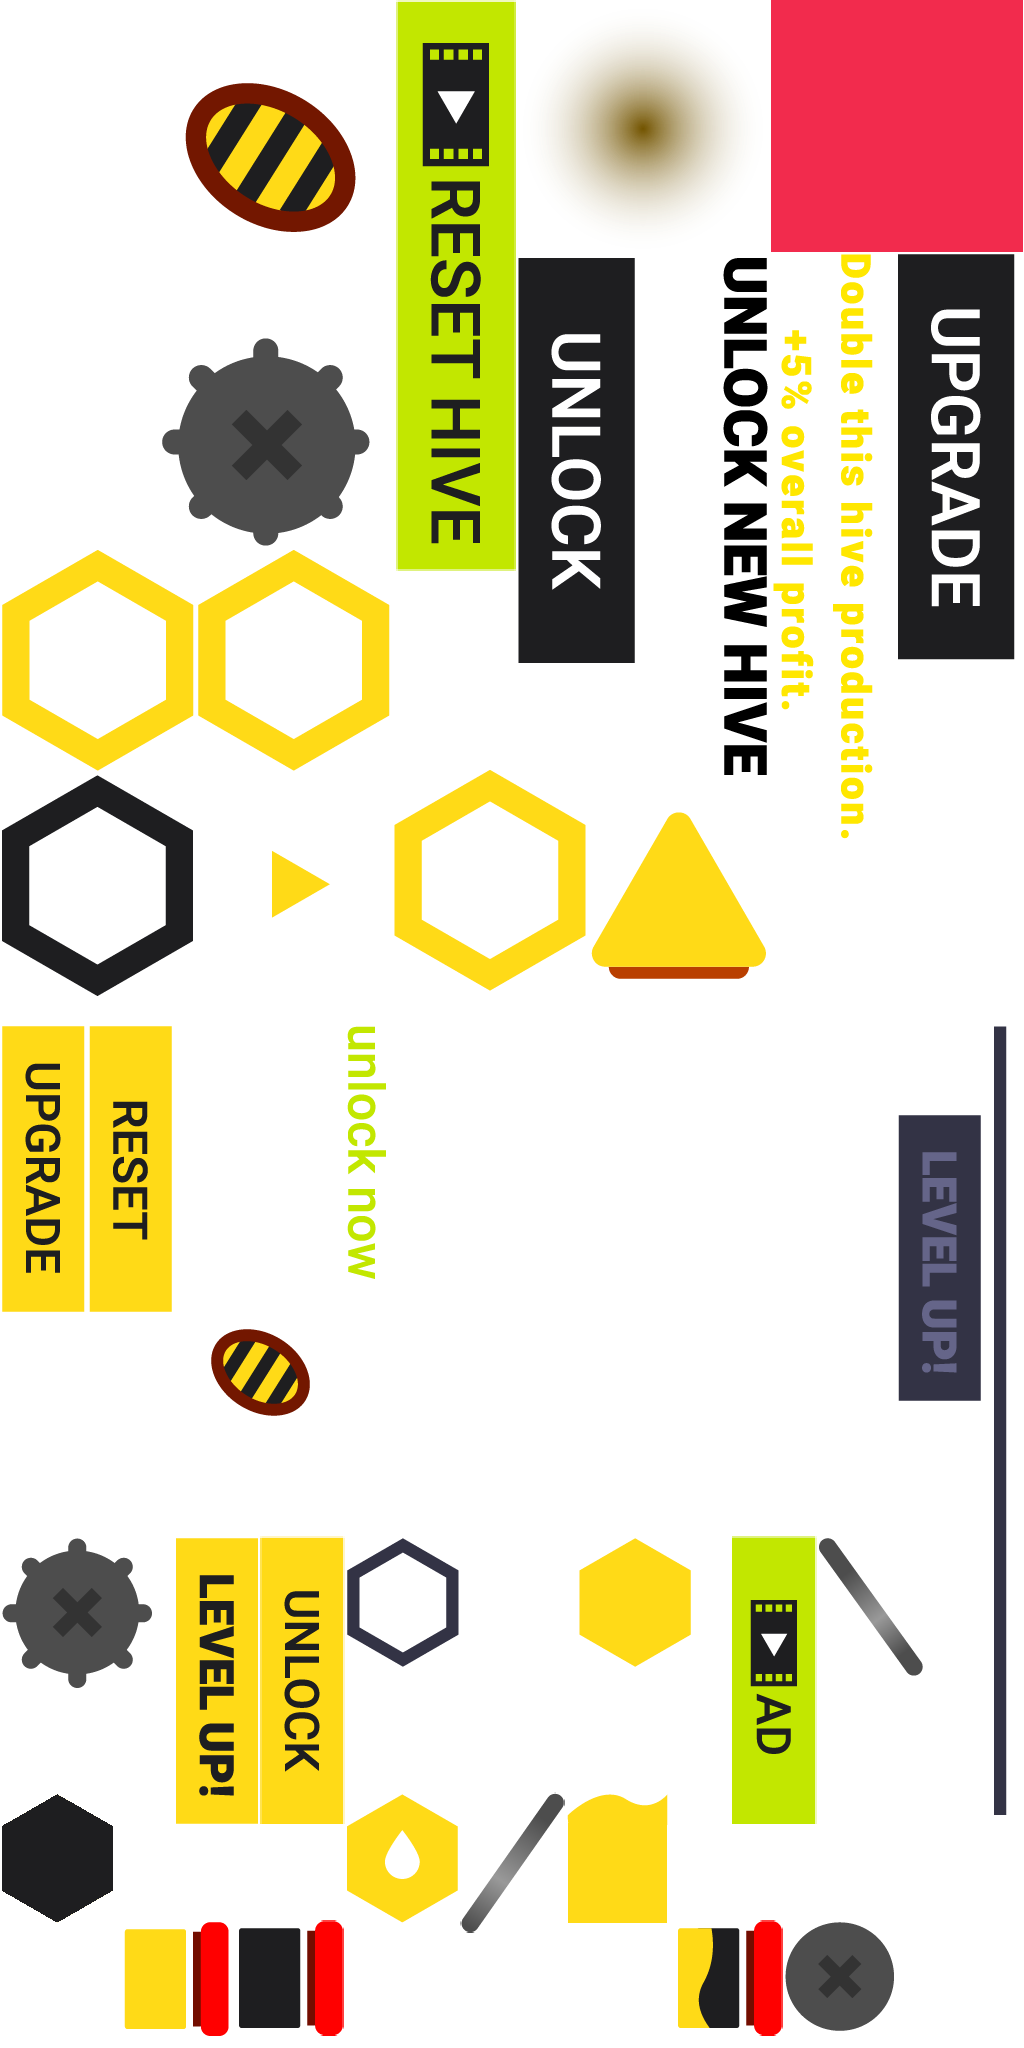 RESET HIVE
UNLOCK
UNLOCK NEW HIVE
Double this hive production.
+5% overall profit.
UPGRADE
UPGRADE
RESET
unlock now
LEVEL UP!
LEVEL UP!
UNLOCK
AD